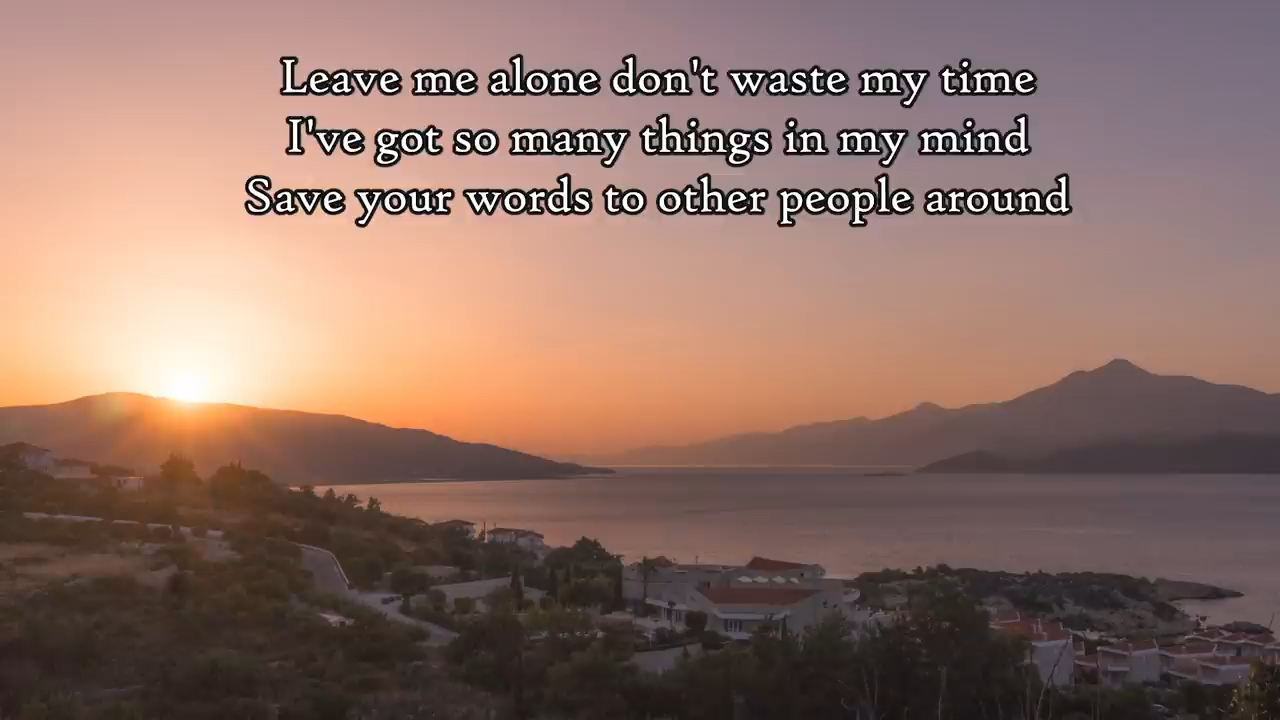 Leave me alone don't waste my time
I've got so many things in my mind
Save your words to other people around